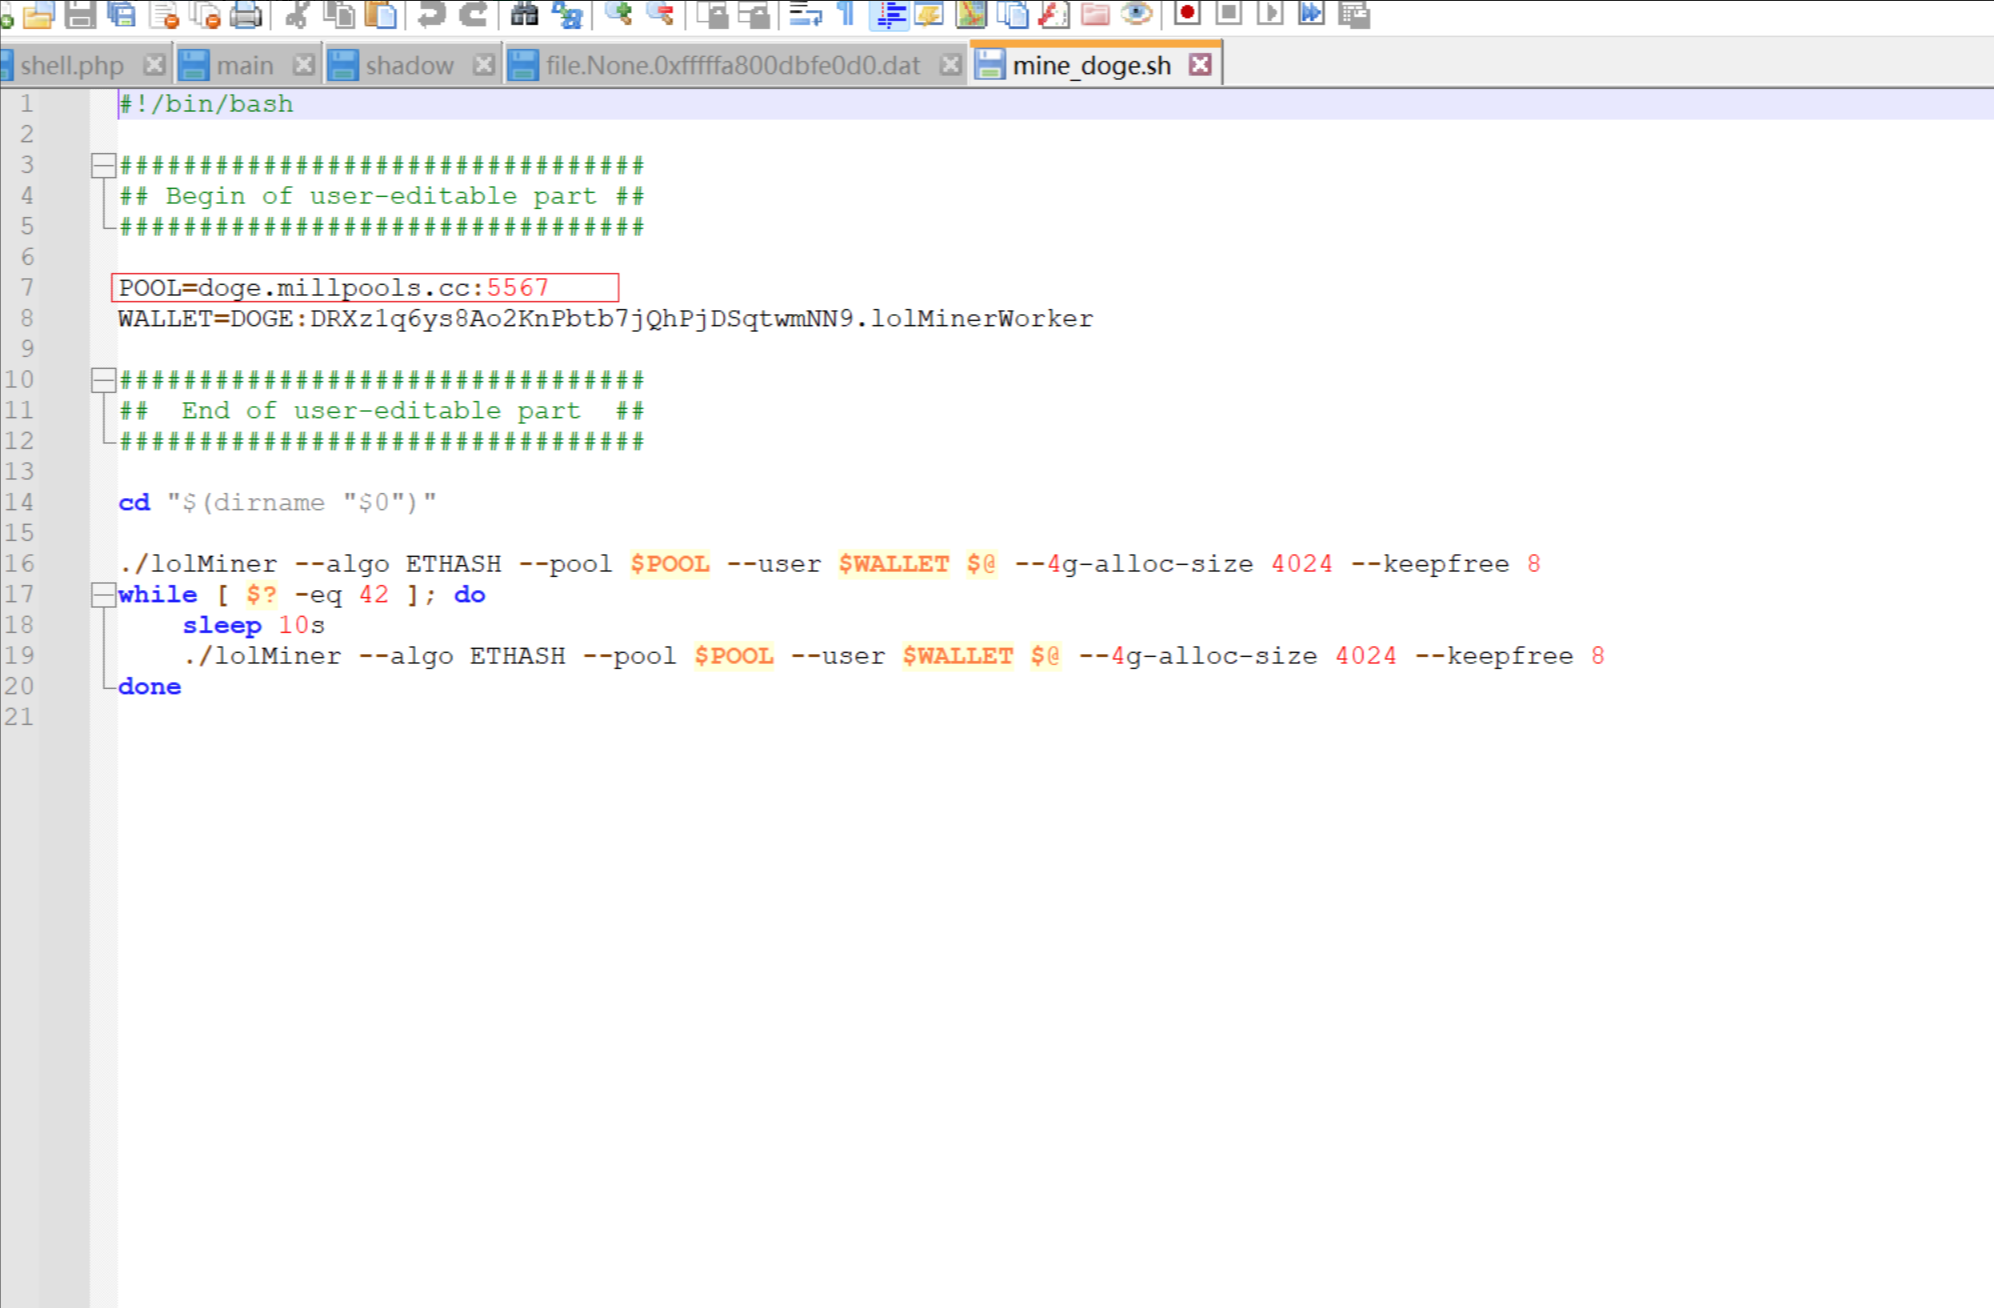 shell.php main shadow file.None.0xfffffa800dbfe0d0.dat mine_doge.sh
1 #!/bin/bash
2
3 #################################
4 ## Begin of user-editable part ##
5 #################################
6
7 POOL=doge.millpools.cc:5567
8 WALLET=DOGE:DRXz1q6ys8Ao2KnPbtb7jQhPjDSqtwmNN9.lolMinerWorker
9
10 #################################
11 ##  End of user-editable part  ##
12 #################################
13
14 cd "$(dirname "$0")"
15
16 ./lolMiner --algo ETHASH --pool $POOL --user $WALLET $@ --4g-alloc-size 4024 --keepfree 8
17 while [ $? -eq 42 ]; do
18     sleep 10s
19     ./lolMiner --algo ETHASH --pool $POOL --user $WALLET $@ --4g-alloc-size 4024 --keepfree 8
20 done
21